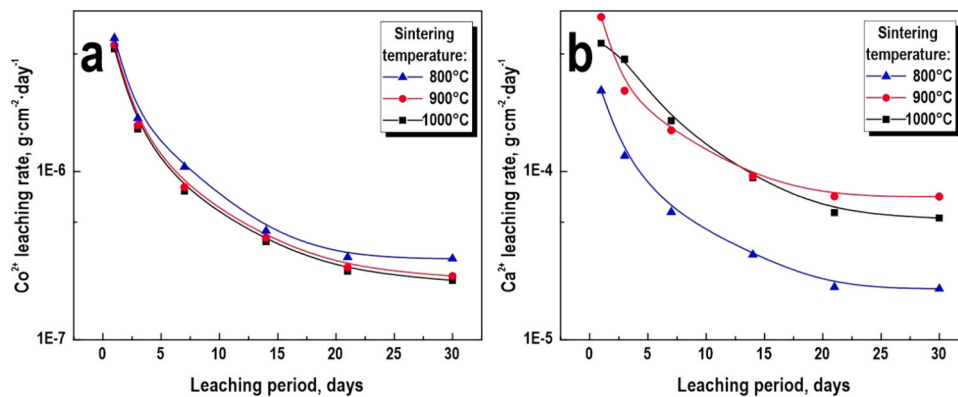 a
Sintering
temperature:
800°C
900°C
1000°C
Co²⁺ leaching rate, g·cm⁻²·day⁻¹
1E-6
1E-7
0 5 10 15 20 25 30
Leaching period, days
b
Sintering
temperature:
800°C
900°C
1000°C
Ca²⁺ leaching rate, g·cm⁻²·day⁻¹
1E-4
1E-5
0 5 10 15 20 25 30
Leaching period, days